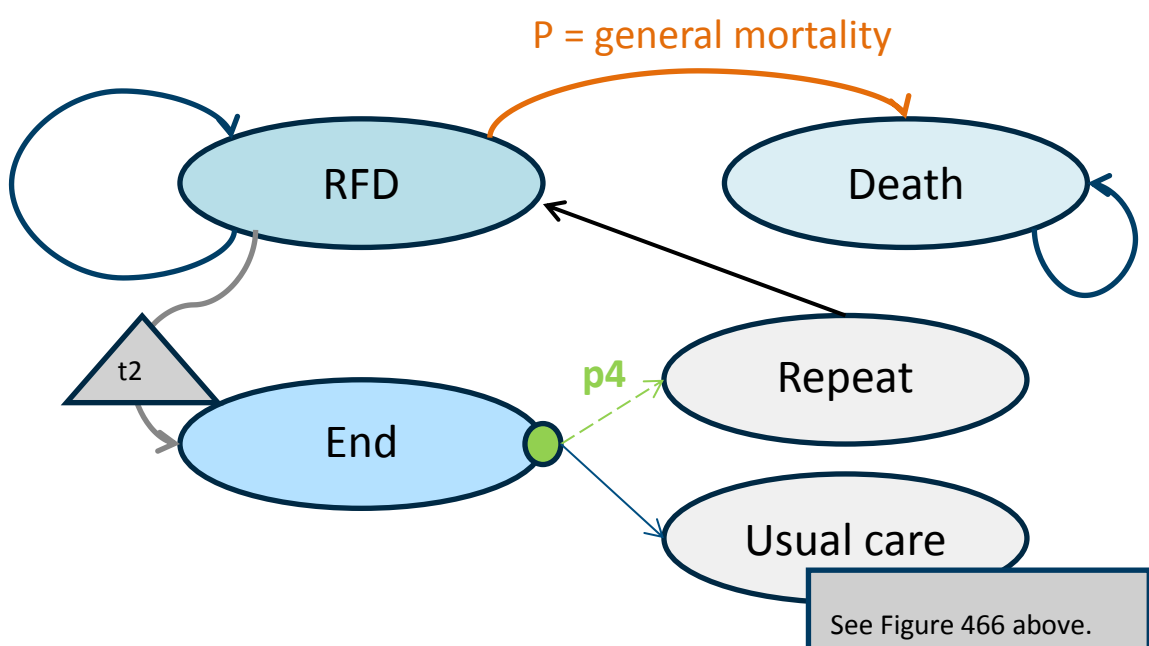 P = general mortality
RFD
Death
t2
p4
Repeat
End
Usual care
See Figure 466 above.